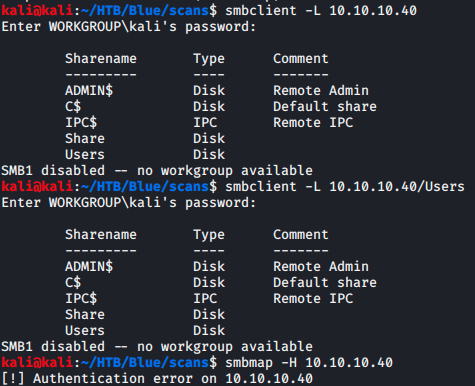 kali@kali:~/HTB/Blue/scans$ smbclient -L 10.10.10.40
Enter WORKGROUP\kali's password:
Sharename Type Comment
--------- ---- -------
ADMIN$ Disk Remote Admin
C$ Disk Default share
IPC$ IPC Remote IPC
Share Disk
Users Disk
SMB1 disabled -- no workgroup available
kali@kali:~/HTB/Blue/scans$ smbclient -L 10.10.10.40/Users
Enter WORKGROUP\kali's password:
Sharename Type Comment
--------- ---- -------
ADMIN$ Disk Remote Admin
C$ Disk Default share
IPC$ IPC Remote IPC
Share Disk
Users Disk
SMB1 disabled -- no workgroup available
kali@kali:~/HTB/Blue/scans$ smbmap -H 10.10.10.40
[!] Authentication error on 10.10.10.40